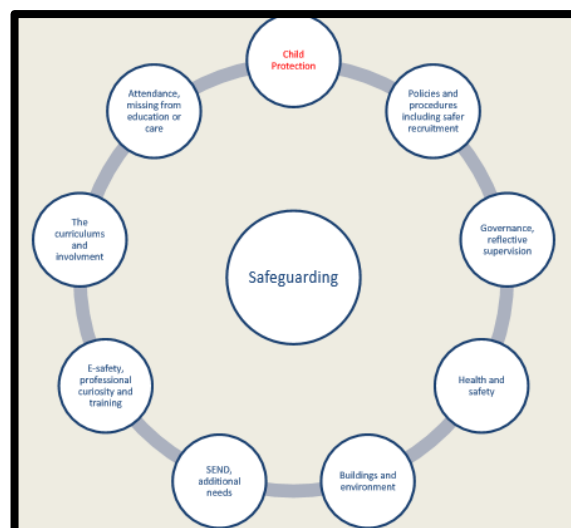 Child
Protection
Policies and
procedures
including safer
recruitment
Governance,
reflective
supervision
Health and
safety
Buildings and
environment
SEND,
additional
needs
E-safety,
professional
curiosity and
training
The
curriculums
and
involvment
Attendance,
missing from
education or
care
Safeguarding